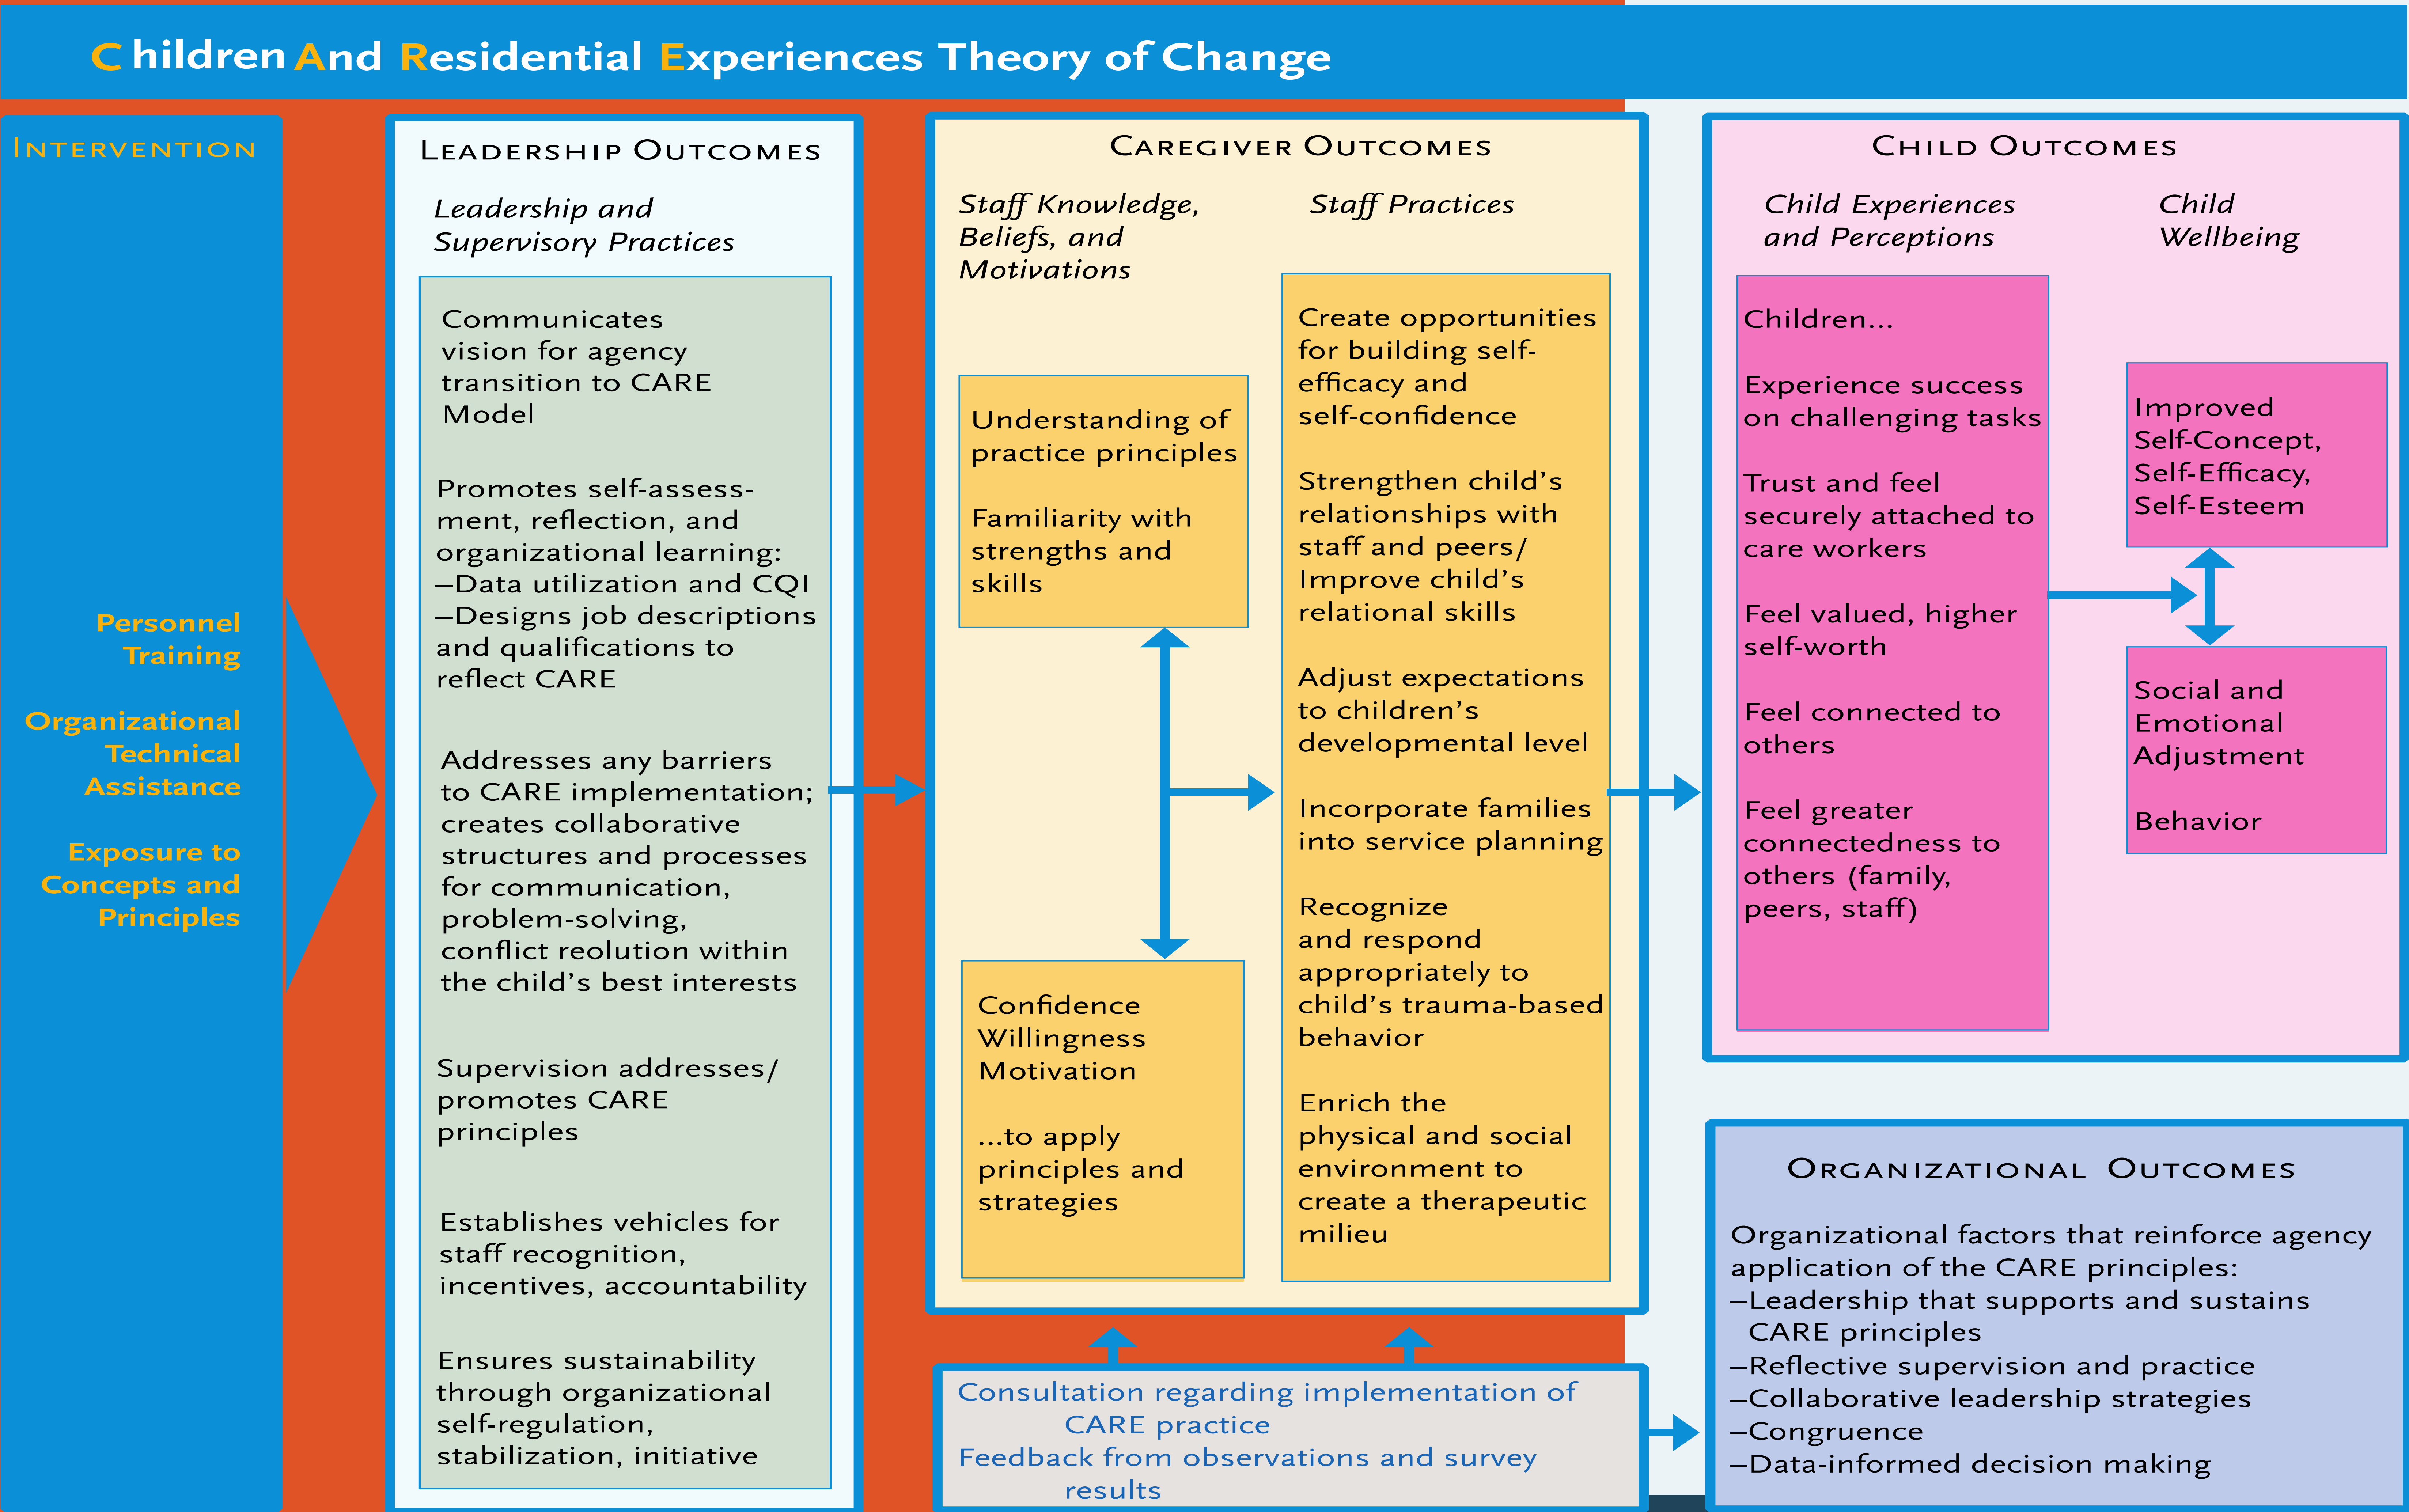 Children And Residential Experiences Theory of Change
INTERVENTION
Personnel
Training
Organizational
Technical
Assistance
Exposure to
Concepts and
Principles
LEADERSHIP OUTCOMES
Leadership and
Supervisory Practices
Communicates
vision for agency
transition to CARE
Model
Promotes self-assess-
ment, reflection, and
organizational learning:
–Data utilization and CQI
–Designs job descriptions
and qualifications to
reflect CARE
Addresses any barriers
to CARE implementation;
creates collaborative
structures and processes
for communication,
problem-solving,
conflict reolution within
the child's best interests
Supervision addresses/
promotes CARE
principles
Establishes vehicles for
staff recognition,
incentives, accountability
Ensures sustainability
through organizational
self-regulation,
stabilization, initiative
CAREGIVER OUTCOMES
Staff Knowledge,
Beliefs, and
Motivations
Understanding of
practice principles
Familiarity with
strengths and
skills
Confidence
Willingness
Motivation
...to apply
principles and
strategies
Staff Practices
Create opportunities
for building self-
efficacy and
self-confidence
Strengthen child's
relationships with
staff and peers/
Improve child's
relational skills
Adjust expectations
to children's
developmental level
Incorporate families
into service planning
Recognize
and respond
appropriately to
child's trauma-based
behavior
Enrich the
physical and social
environment to
create a therapeutic
milieu
Consultation regarding implementation of
CARE practice
Feedback from observations and survey
results
CHILD OUTCOMES
Child Experiences
and Perceptions
Children...
Experience success
on challenging tasks
Trust and feel
securely attached to
care workers
Feel valued, higher
self-worth
Feel connected to
others
Feel greater
connectedness to
others (family,
peers, staff)
Child
Wellbeing
Improved
Self-Concept,
Self-Efficacy,
Self-Esteem
Social and
Emotional
Adjustment
Behavior
ORGANIZATIONAL OUTCOMES
Organizational factors that reinforce agency
application of the CARE principles:
–Leadership that supports and sustains
CARE principles
–Reflective supervision and practice
–Collaborative leadership strategies
–Congruence
–Data-informed decision making